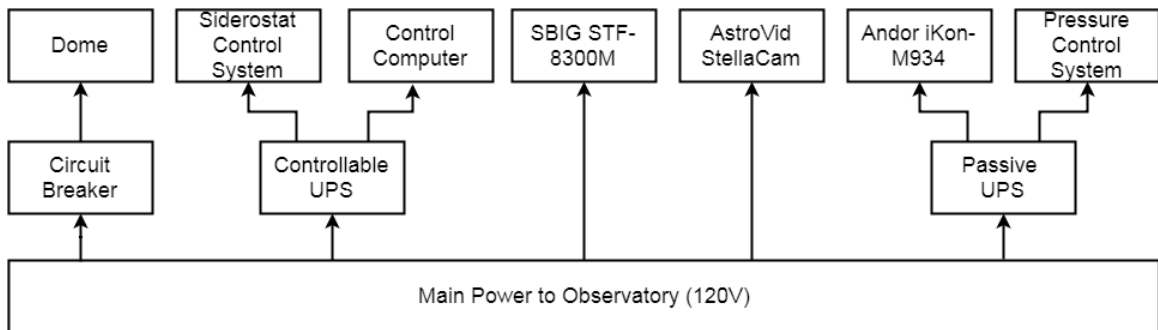 Dome
Siderostat
Control
System
Control
Computer
SBIG STF-
8300M
AstroVid
StellaCam
Andor iKon-
M934
Pressure
Control
System
Circuit
Breaker
Controllable
UPS
Passive
UPS
Main Power to Observatory (120V)